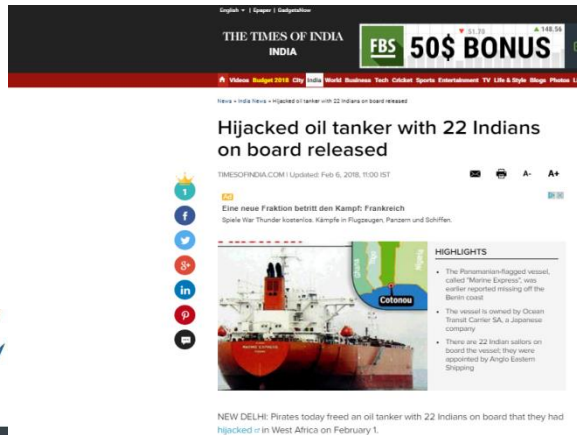 English | Epaper | GadgetsNow
THE TIMES OF INDIA
INDIA
FBS 50$ BONUS
51.70
148.56
Videos Budget 2018 City India World Business Tech Cricket Sports Entertainment TV Life & Style Blogs Photos
News » India News » Hijacked oil tanker with 22 Indians on board released
Hijacked oil tanker with 22 Indians
on board released
TIMESOFINDIA.COM | Updated: Feb 6, 2018, 11:00 IST
A- A+
1
Ad
Eine neue Fraktion betritt den Kampf: Frankreich
Spiele War Thunder kostenlos. Kämpfe in Flugzeugen, Panzern und Schiffen.
Ghana
Togo
Cotonou
HIGHLIGHTS
The Panamanian-flagged vessel,
called "Marine Express", was
earlier reported missing off the
Benin coast
The vessel is owned by Ocean
Transit Carrier SA, a Japanese
company
There are 22 Indian sailors on
board the vessel; they were
appointed by Anglo Eastern
Shipping
NEW DELHI: Pirates today freed an oil tanker with 22 Indians on board that they had
hijacked in West Africa on February 1.